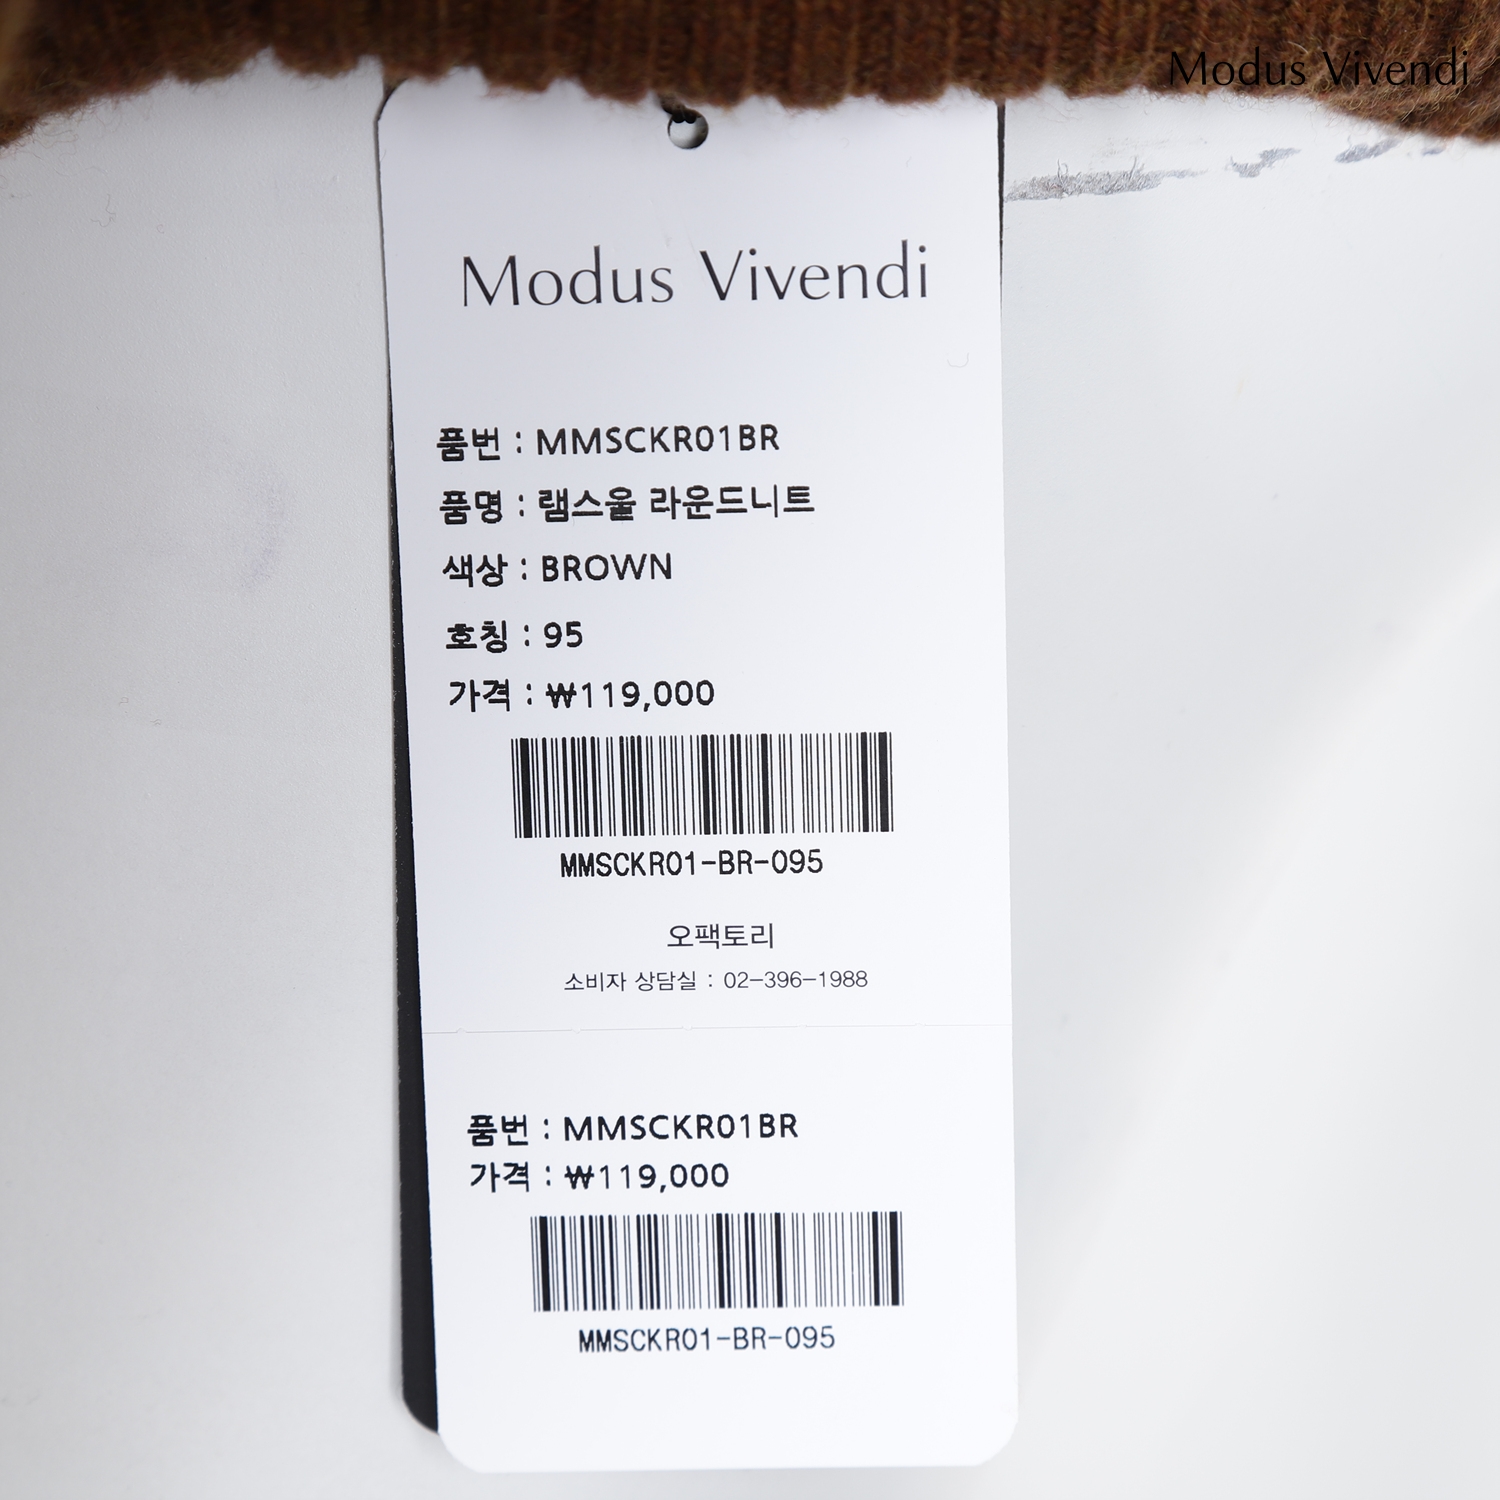 Modus Vivendi
Modus Vivendi
품번 : MMSCKR01BR
품명 : 램스울 라운드니트
색상 : BROWN
호칭 : 95
가격 : ₩119,000
MMSCKR01-BR-095
오팩토리
소비자 상담실 : 02-396-1988
품번 : MMSCKR01BR
가격 : ₩119,000
MMSCKR01-BR-095